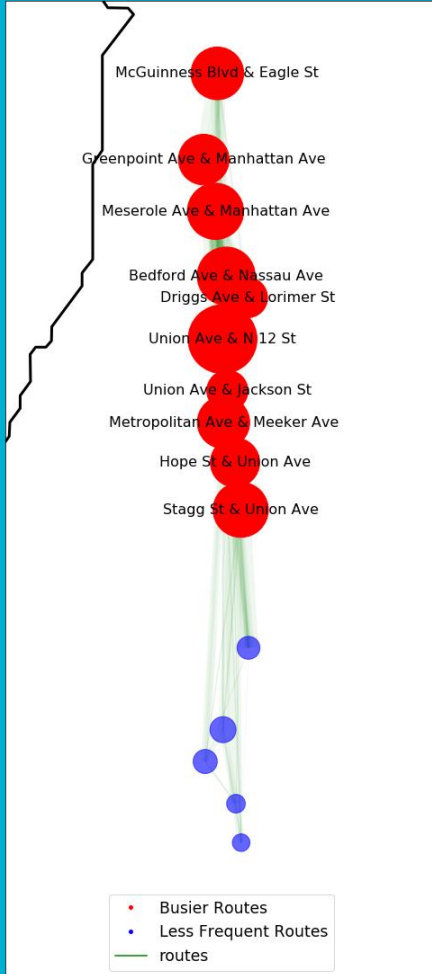 McGuinness Blvd & Eagle St
Greenpoint Ave & Manhattan Ave
Meserole Ave & Manhattan Ave
Bedford Ave & Nassau Ave
Driggs Ave & Lorimer St
Union Ave & N 12 St
Union Ave & Jackson St
Metropolitan Ave & Meeker Ave
Hope St & Union Ave
Stagg St & Union Ave
Busier Routes
Less Frequent Routes
routes